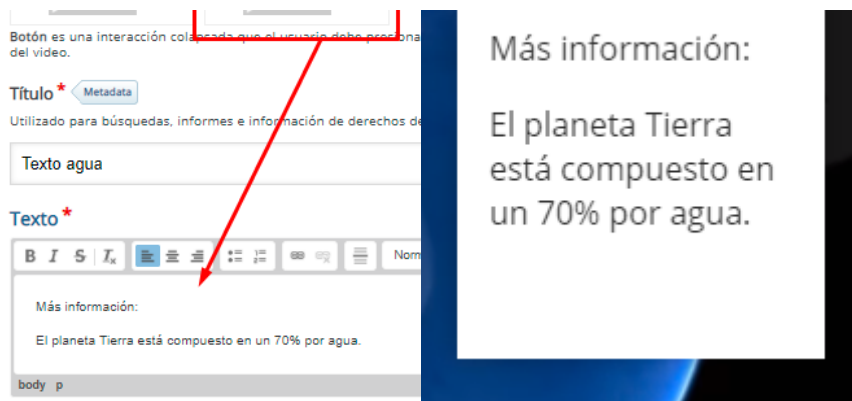 Botón es una interacción colapsada que el usuario debe presiona
del video.
Título * Metadata
Utilizado para búsquedas, informes e información de derechos de
Texto agua
Texto *
B I S Ix Norm
Más información:
El planeta Tierra está compuesto en un 70% por agua.
body p
Más información:
El planeta Tierra
está compuesto en
un 70% por agua.